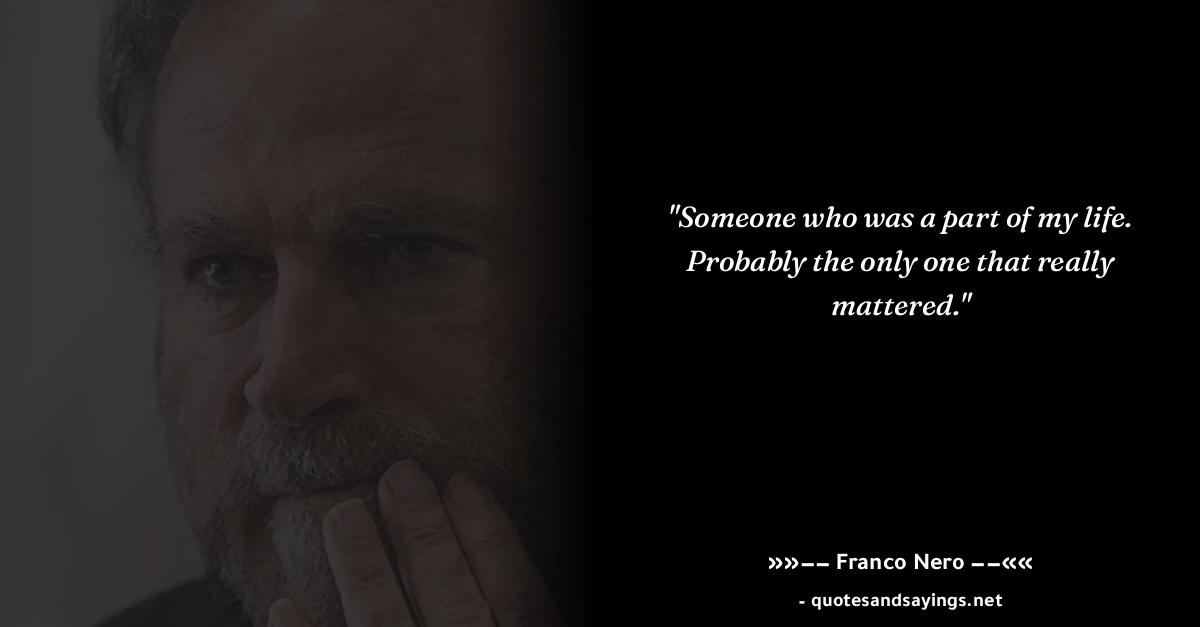 "Someone who was a part of my life.
Probably the only one that really
mattered."
»»−− Franco Nero −−««
- quotesandsayings.net